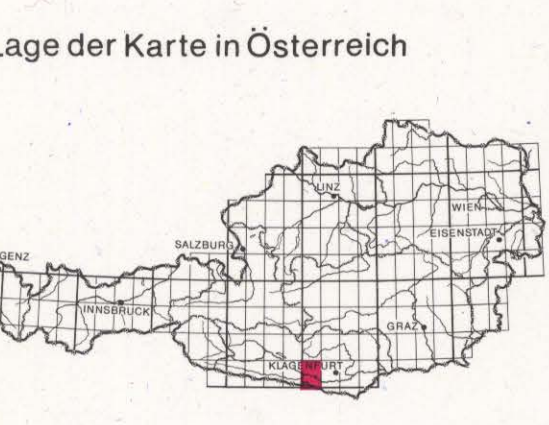 Lage der Karte in Österreich
LINZ
WIEN
EISENSTADT
SALZBURG
GENZ
INNSBRUCK
GRAZ
KLAGENFURT